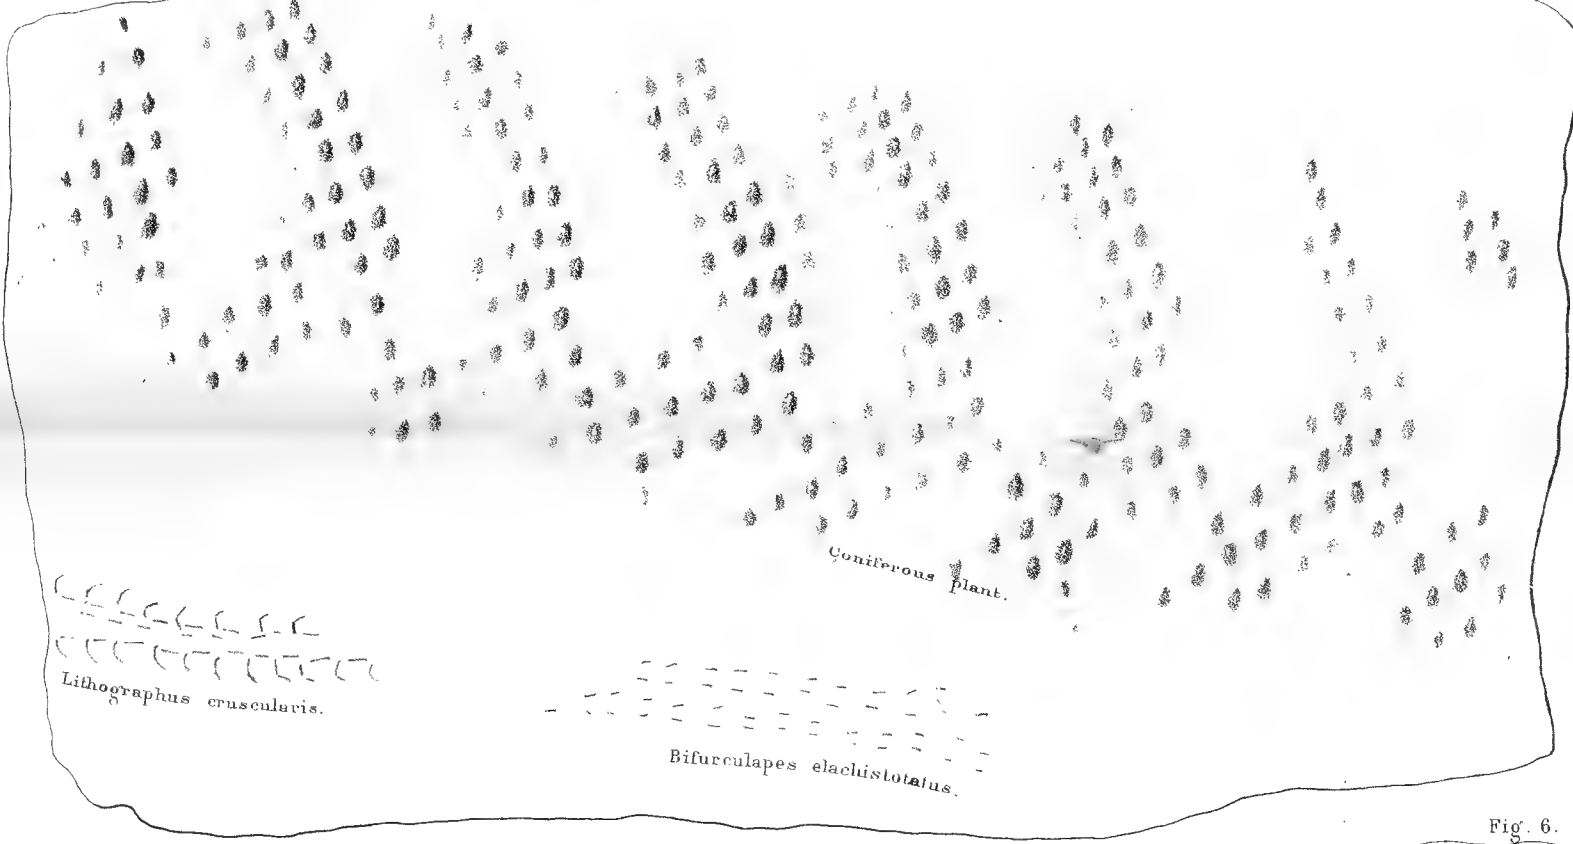 Coniferous plant.
Lithographus cruscularis.
Bifurculapes elachistotatus.
Fig. 6.